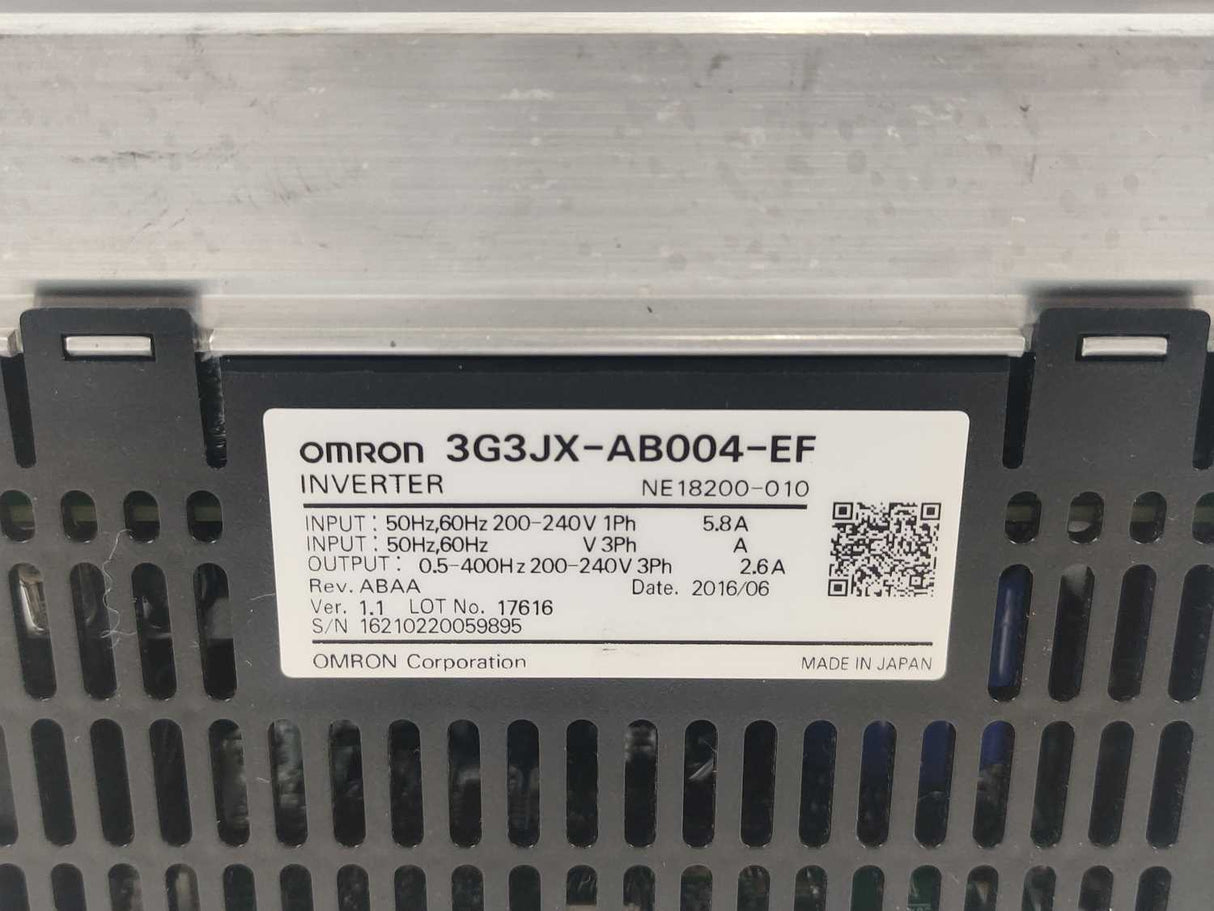 OMRON 3G3JX-AB004-EF
INVERTER NE18200-010
INPUT : 50Hz,60Hz 200-240V 1Ph 5.8A
INPUT : 50Hz,60Hz V 3Ph A
OUTPUT : 0.5-400Hz 200-240V 3Ph 2.6A
Rev. ABAA Date. 2016/06
Ver. 1.1 LOT No. 17616
S/N 16210220059895
OMRON Corporation MADE IN JAPAN